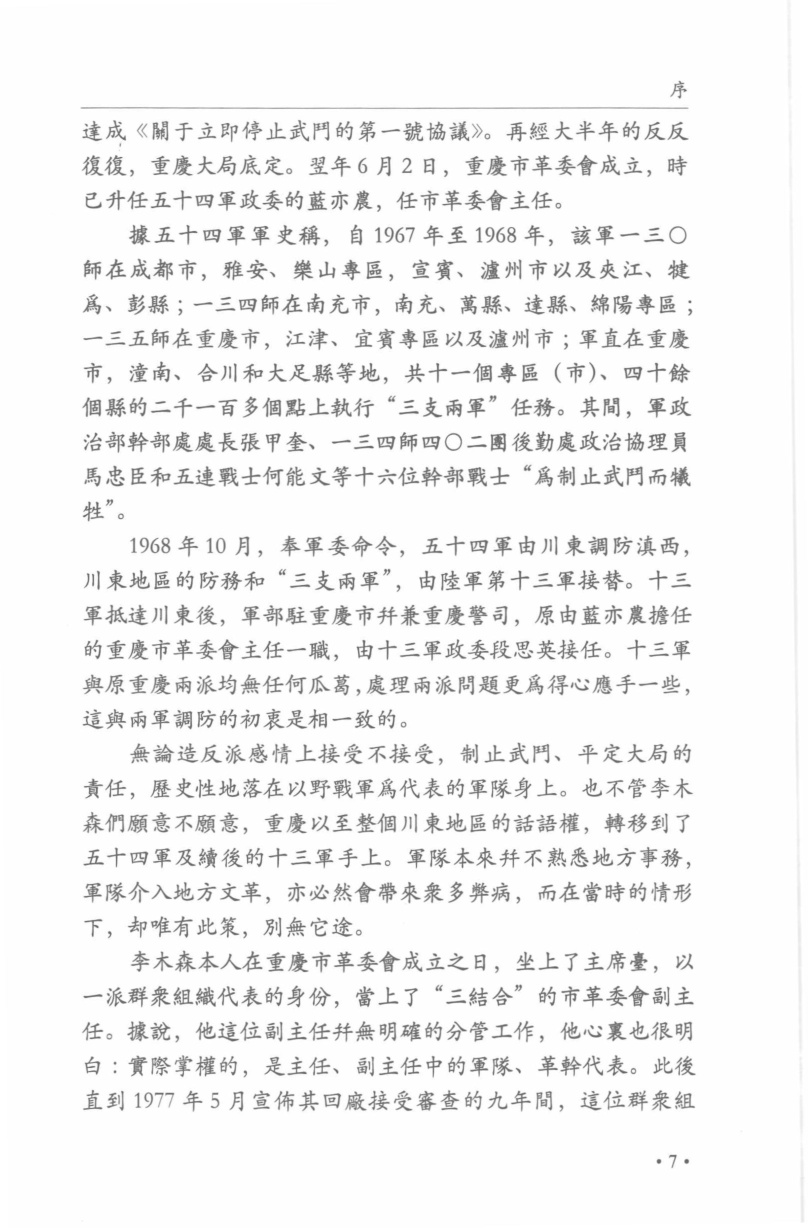 序
達成《關于立即停止武鬥的第一號協議》。再經大半年的反反
復復，重慶大局底定。翌年6月2日，重慶市革委會成立，時
已升任五十四軍政委的藍亦農，任市革委會主任。
據五十四軍軍史稱，自1967年至1968年，該軍一三〇
師在成都市，雅安、樂山專區，宣賓、瀘州市以及夾江、犍
爲、彭縣；一三四師在南充市，南充、萬縣、達縣、綿陽專區；
一三五師在重慶市，江津、宜賓專區以及瀘州市；軍直在重慶
市，潼南、合川和大足縣等地，共十一個專區（市）、四十餘
個縣的二千一百多個點上執行“三支兩軍”任務。其間，軍政
治部幹部處處長張甲奎、一三四師四〇二團後勤處政治協理員
馬忠臣和五連戰士何能文等十六位幹部戰士“爲制止武鬥而犧
牲”。
1968年10月，奉軍委命令，五十四軍由川東調防滇西，
川東地區的防務和“三支兩軍”，由陸軍第十三軍接替。十三
軍抵達川東後，軍部駐重慶市幷兼重慶警司，原由藍亦農擔任
的重慶市革委會主任一職，由十三軍政委段思英接任。十三軍
與原重慶兩派均無任何瓜葛，處理兩派問題更爲得心應手一些，
這與兩軍調防的初衷是相一致的。
無論造反派感情上接受不接受，制止武鬥、平定大局的
責任，歷史性地落在以野戰軍爲代表的軍隊身上。也不管李木
森們願意不願意，重慶以至整個川東地區的話語權，轉移到了
五十四軍及續後的十三軍手上。軍隊本來幷不熟悉地方事務，
軍隊介入地方文革，亦必然會帶來衆多弊病，而在當時的情形
下，却唯有此策，別無它途。
李木森本人在重慶市革委會成立之日，坐上了主席臺，以
一派群衆組織代表的身份，當上了“三結合”的市革委會副主
任。據說，他這位副主任幷無明確的分管工作，他心裏也很明
白：實際掌權的，是主任、副主任中的軍隊、革幹代表。此後
直到1977年5月宣佈其回廠接受審查的九年間，這位群衆組
•7•